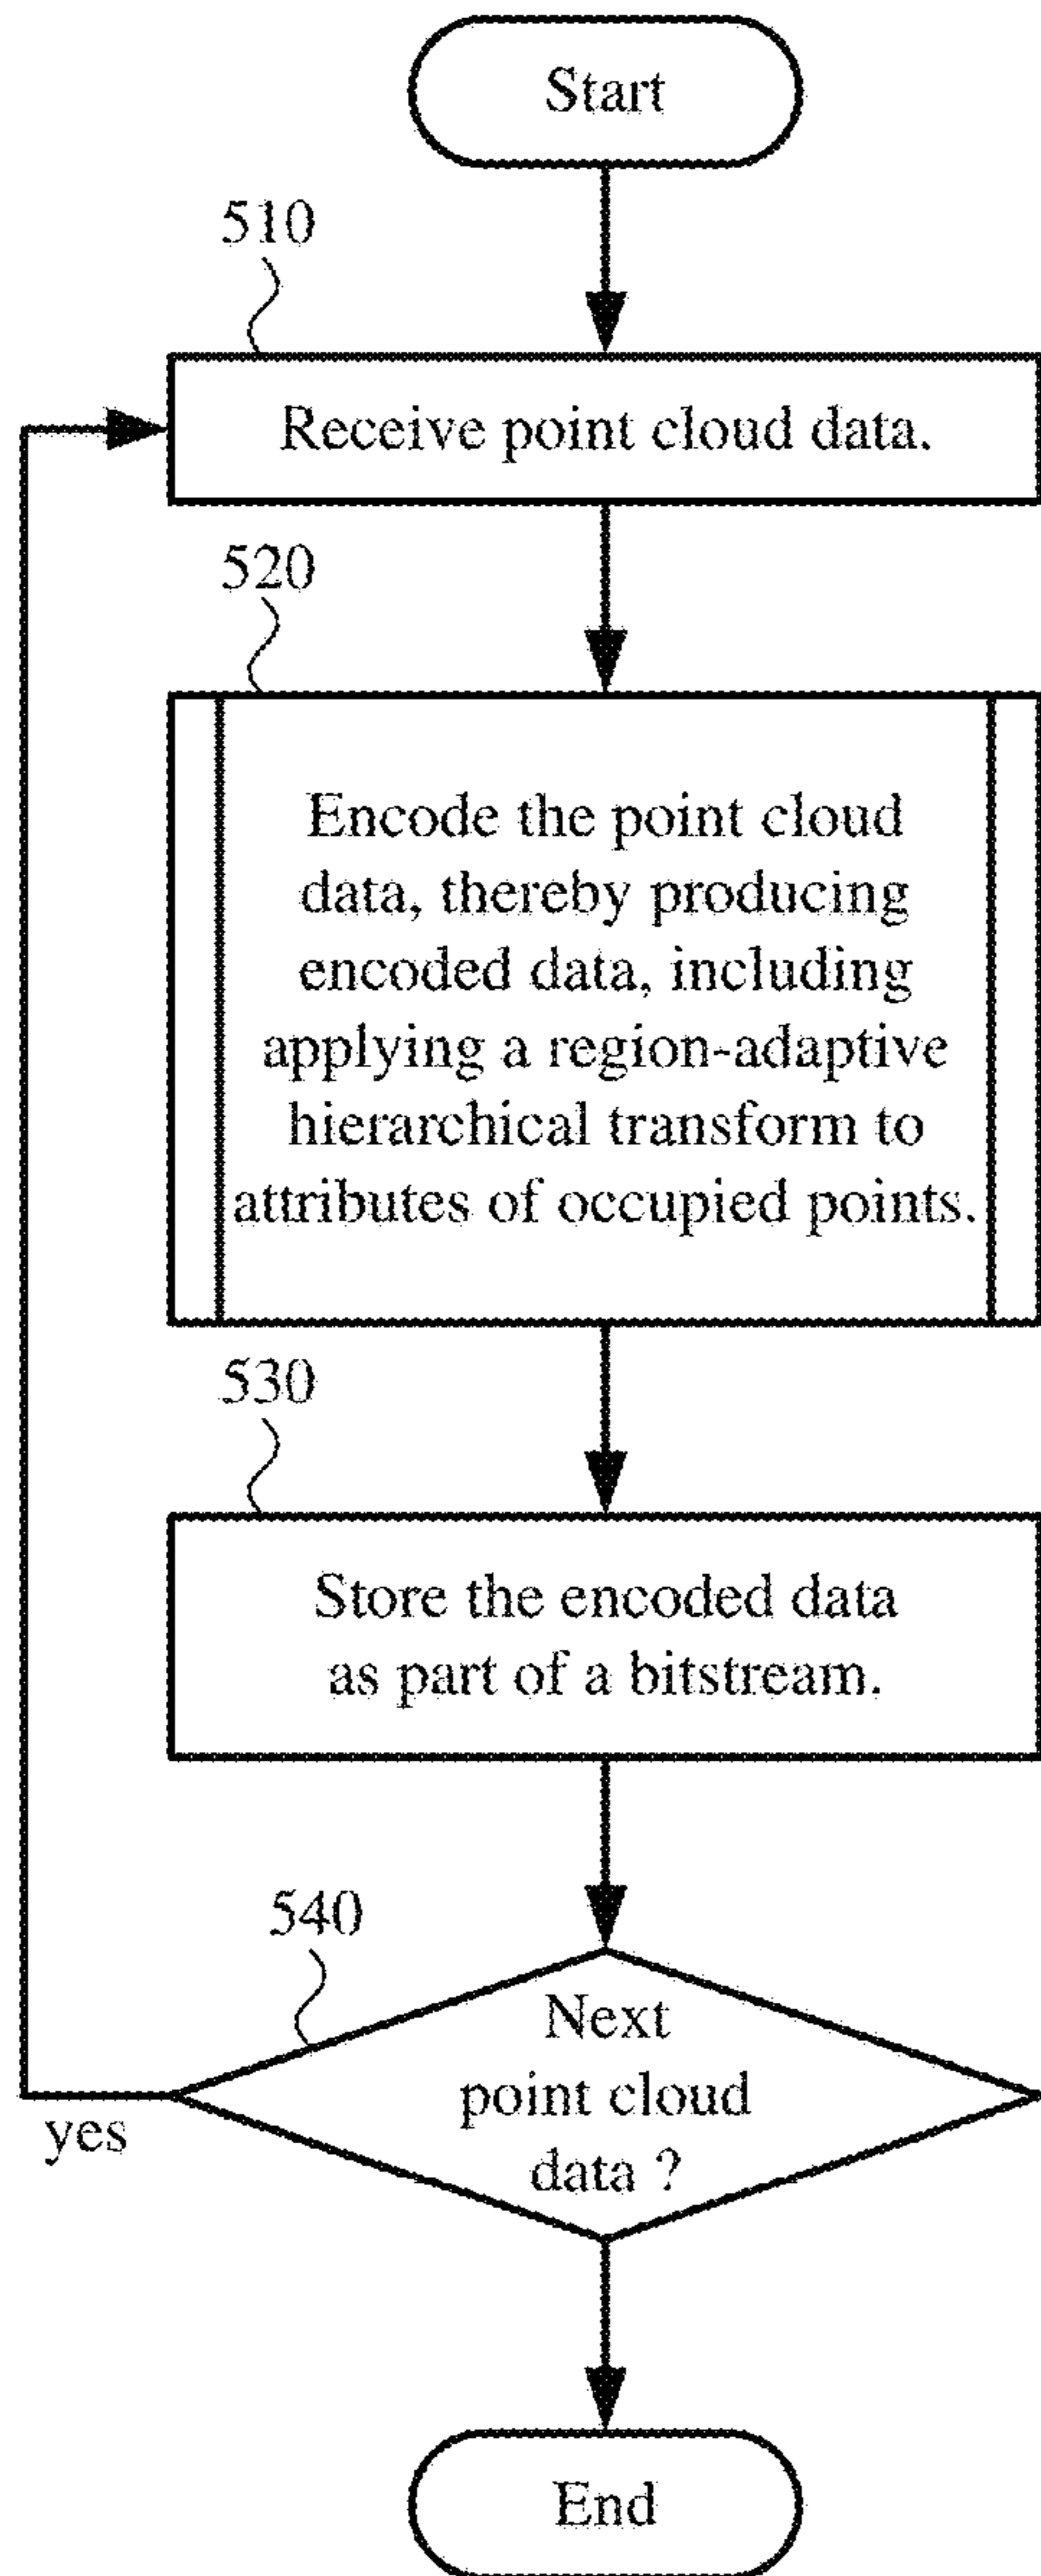 Start
510
Receive point cloud data.
520
Encode the point cloud
data, thereby producing
encoded data, including
applying a region-adaptive
hierarchical transform to
attributes of occupied points.
530
Store the encoded data
as part of a bitstream.
540
Next
point cloud
data ?
yes
End